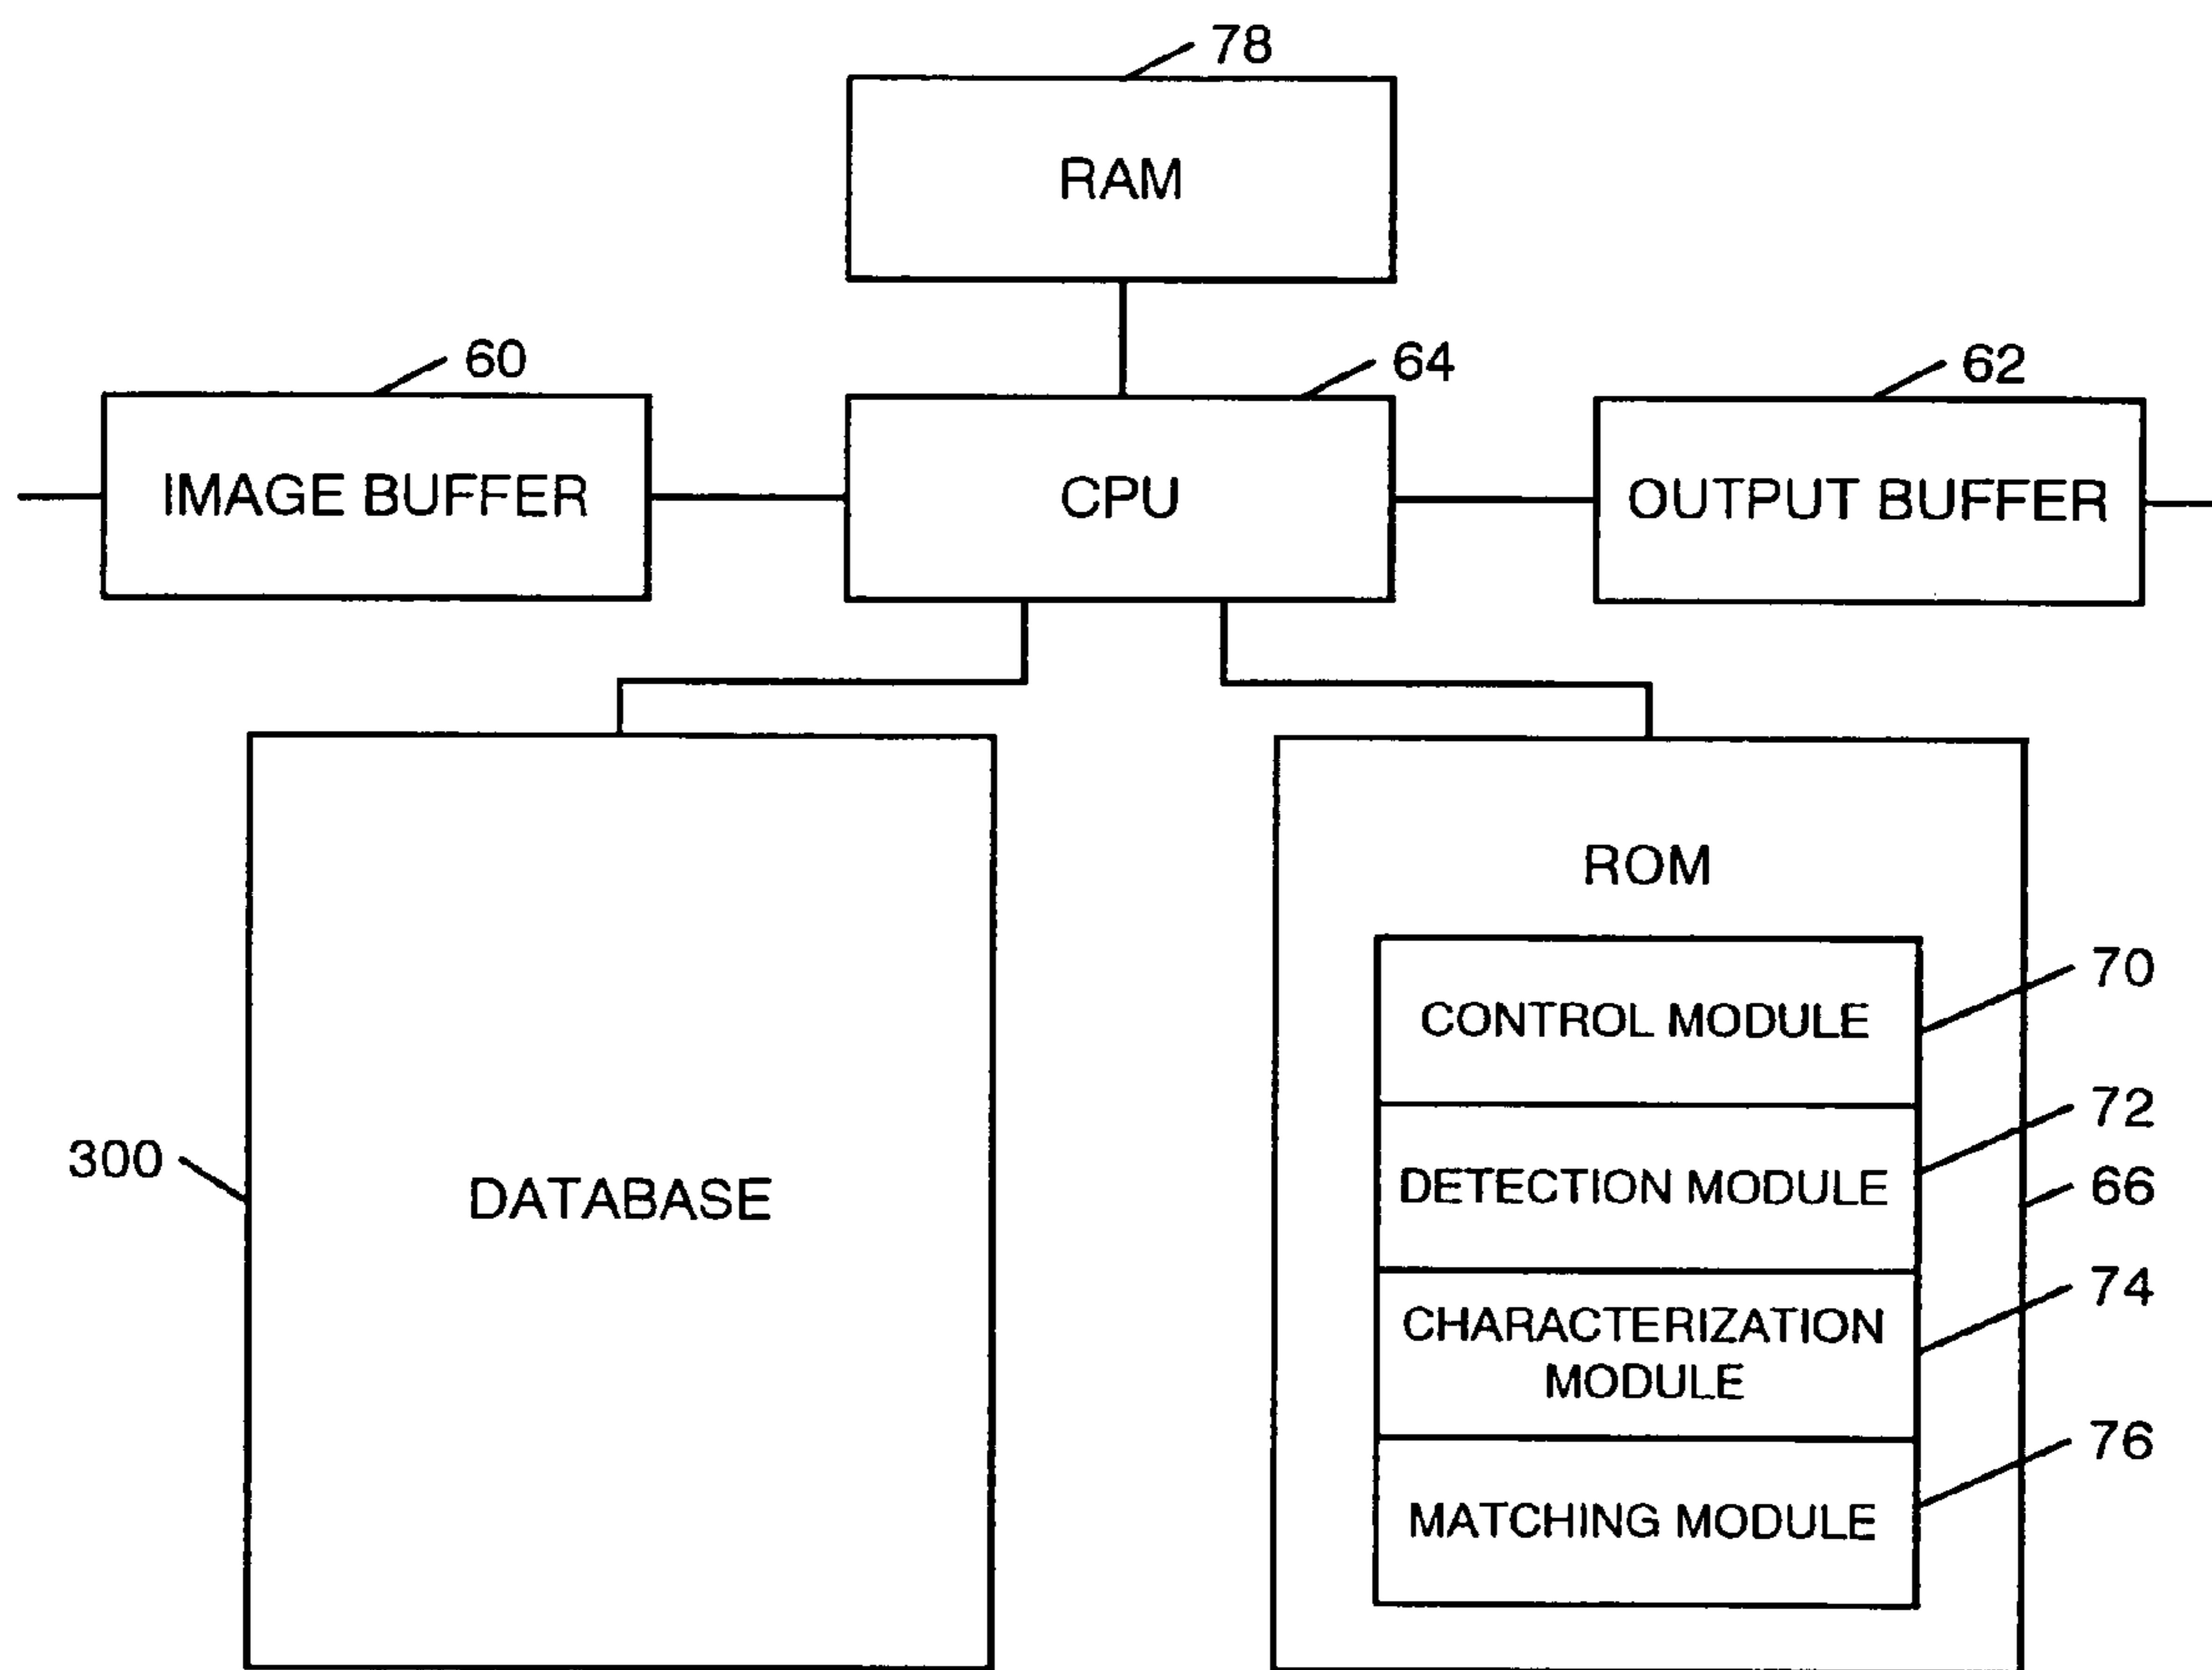 78
RAM
60
64
62
IMAGE BUFFER
CPU
OUTPUT BUFFER
ROM
70
CONTROL MODULE
72
300
DATABASE
DETECTION MODULE
66
74
CHARACTERIZATION
MODULE
76
MATCHING MODULE